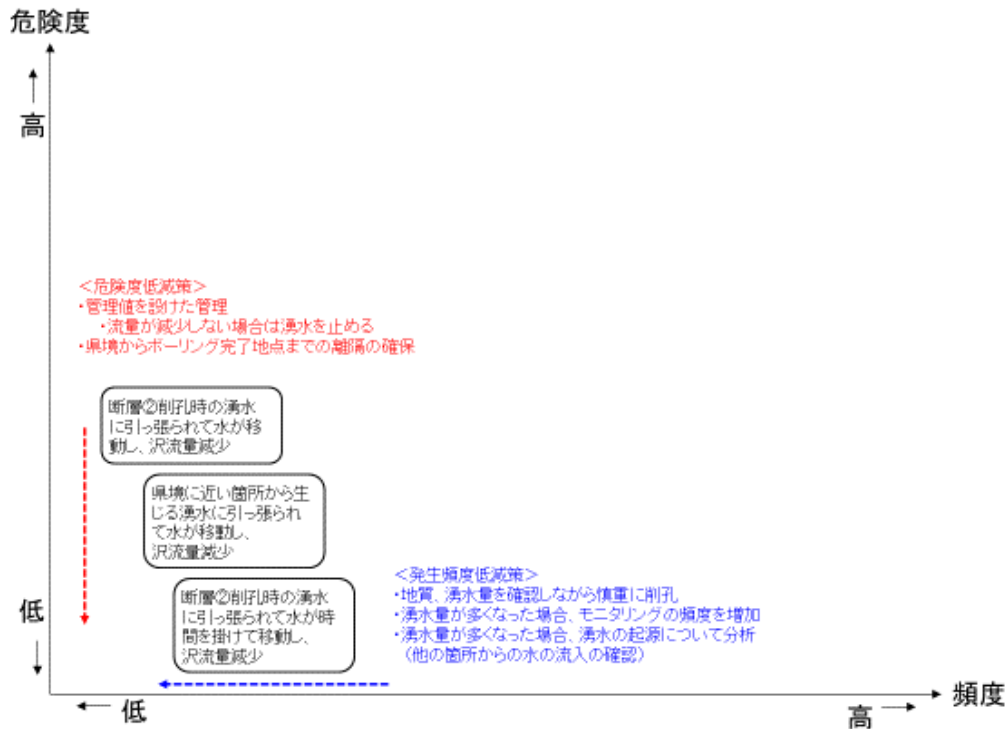 危険度
高
＜危険度低減策＞
・管理値を設けた管理
・流量が減少しない場合は湧水を止める
・県境からボーリング完了地点までの離隔の確保
断層②削孔時の湧水
に引っ張られて水が移
動し、沢流量減少
県境に近い箇所から生
じる湧水に引っ張られ
て水が移動し、
沢流量減少
断層②削孔時の湧水
に引っ張られて水が時
間を掛けて移動し、
沢流量減少
＜発生頻度低減策＞
・地質、湧水量を確認しながら慎重に削孔
・湧水量が多くなった場合、モニタリングの頻度を増加
・湧水量が多くなった場合、湧水の起源について分析
（他の箇所からの水の流入の確認）
低
低
高
頻度